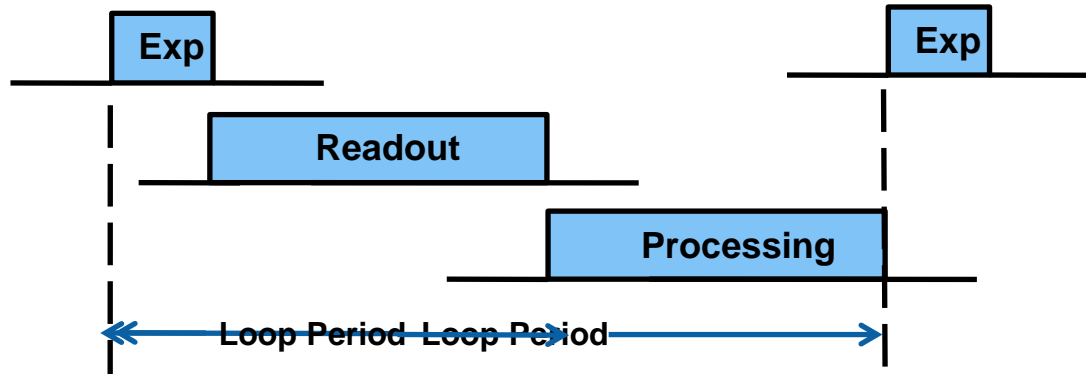 Exp
Exp
Readout
Processing
Loop Period Loop Period